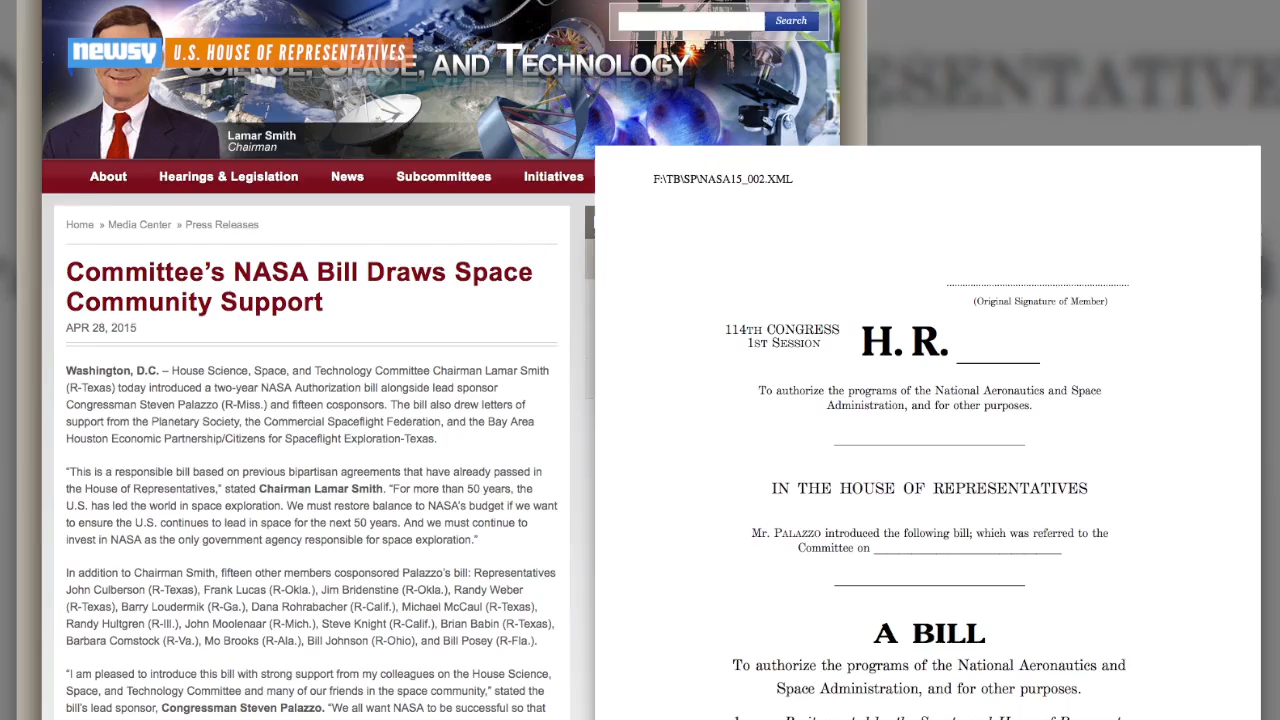 newsy U.S. HOUSE OF REPRESENTATIVES
Search
SCIENCE, SPACE, AND TECHNOLOGY
Lamar Smith
Chairman
About Hearings & Legislation News Subcommittees Initiatives
Home » Media Center » Press Releases
Committee's NASA Bill Draws Space
Community Support
APR 28, 2015
Washington, D.C. – House Science, Space, and Technology Committee Chairman Lamar Smith
(R-Texas) today introduced a two-year NASA Authorization bill alongside lead sponsor
Congressman Steven Palazzo (R-Miss.) and fifteen cosponsors. The bill also drew letters of
support from the Planetary Society, the Commercial Spaceflight Federation, and the Bay Area
Houston Economic Partnership/Citizens for Spaceflight Exploration-Texas.
"This is a responsible bill based on previous bipartisan agreements that have already passed in
the House of Representatives," stated Chairman Lamar Smith. "For more than 50 years, the
U.S. has led the world in space exploration. We must restore balance to NASA's budget if we want
to ensure the U.S. continues to lead in space for the next 50 years. And we must continue to
invest in NASA as the only government agency responsible for space exploration."
In addition to Chairman Smith, fifteen other members cosponsored Palazzo's bill: Representatives
John Culberson (R-Texas), Frank Lucas (R-Okla.), Jim Bridenstine (R-Okla.), Randy Weber
(R-Texas), Barry Loudermik (R-Ga.), Dana Rohrabacher (R-Calif.), Michael McCaul (R-Texas),
Randy Hultgren (R-Ill.), John Moolenaar (R-Mich.), Steve Knight (R-Calif.), Brian Babin (R-Texas),
Barbara Comstock (R-Va.), Mo Brooks (R-Ala.), Bill Johnson (R-Ohio), and Bill Posey (R-Fla.).
"I am pleased to introduce this bill with strong support from my colleagues on the House Science,
Space, and Technology Committee and many of our friends in the space community," stated the
bill's lead sponsor, Congressman Steven Palazzo. "We all want NASA to be successful so that
F:\TB\SP\NASA15_002.XML
(Original Signature of Member)
114TH CONGRESS
1ST SESSION
H. R.
To authorize the programs of the National Aeronautics and Space
Administration, and for other purposes.
IN THE HOUSE OF REPRESENTATIVES
Mr. PALAZZO introduced the following bill; which was referred to the
Committee on
A BILL
To authorize the programs of the National Aeronautics and
Space Administration, and for other purposes.